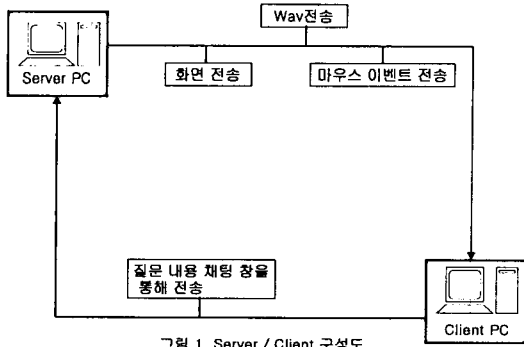 Wav전송
화면 전송
마우스 이벤트 전송
Server PC
질문 내용 채팅 창을
통해 전송
Client PC
그림 1. Server / Client 구성도